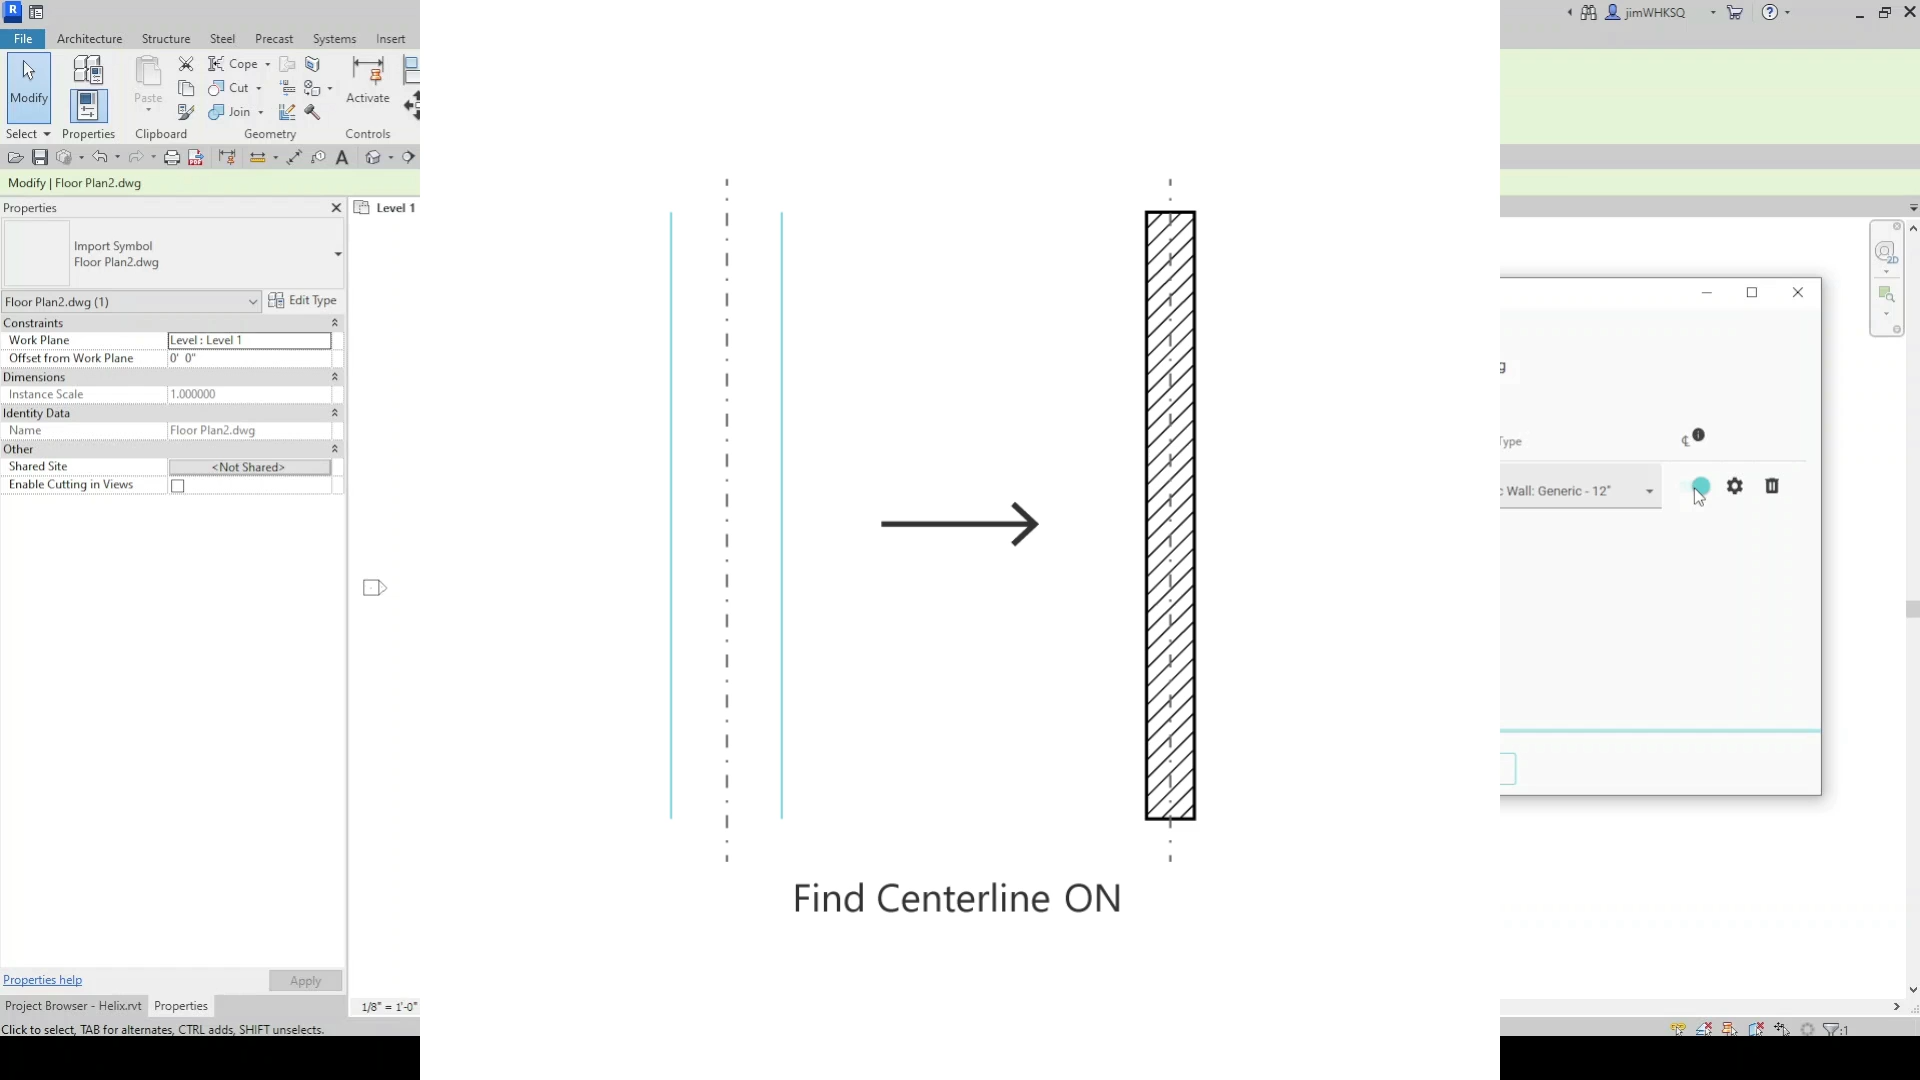 R
jimWHKSQ
File Architecture Structure Steel Precast Systems Insert
Modify
Paste
Cope
Cut
Join
Activate
Select Properties Clipboard Geometry Controls
PDF
A
Modify | Floor Plan2.dwg
Properties
Level 1
Import Symbol
Floor Plan2.dwg
2D
Floor Plan2.dwg (1)
Edit Type
Constraints
Work Plane Level : Level 1
Offset from Work Plane 0' 0"
Dimensions
Instance Scale 1.000000
Identity Data
Name Floor Plan2.dwg
Other
Shared Site <Not Shared>
Enable Cutting in Views
g
Type
Wall: Generic - 12"
Find Centerline ON
Properties help
Apply
Project Browser - Helix.rvt Properties
1/8" = 1'-0"
Click to select, TAB for alternates, CTRL adds, SHIFT unselects.
:1